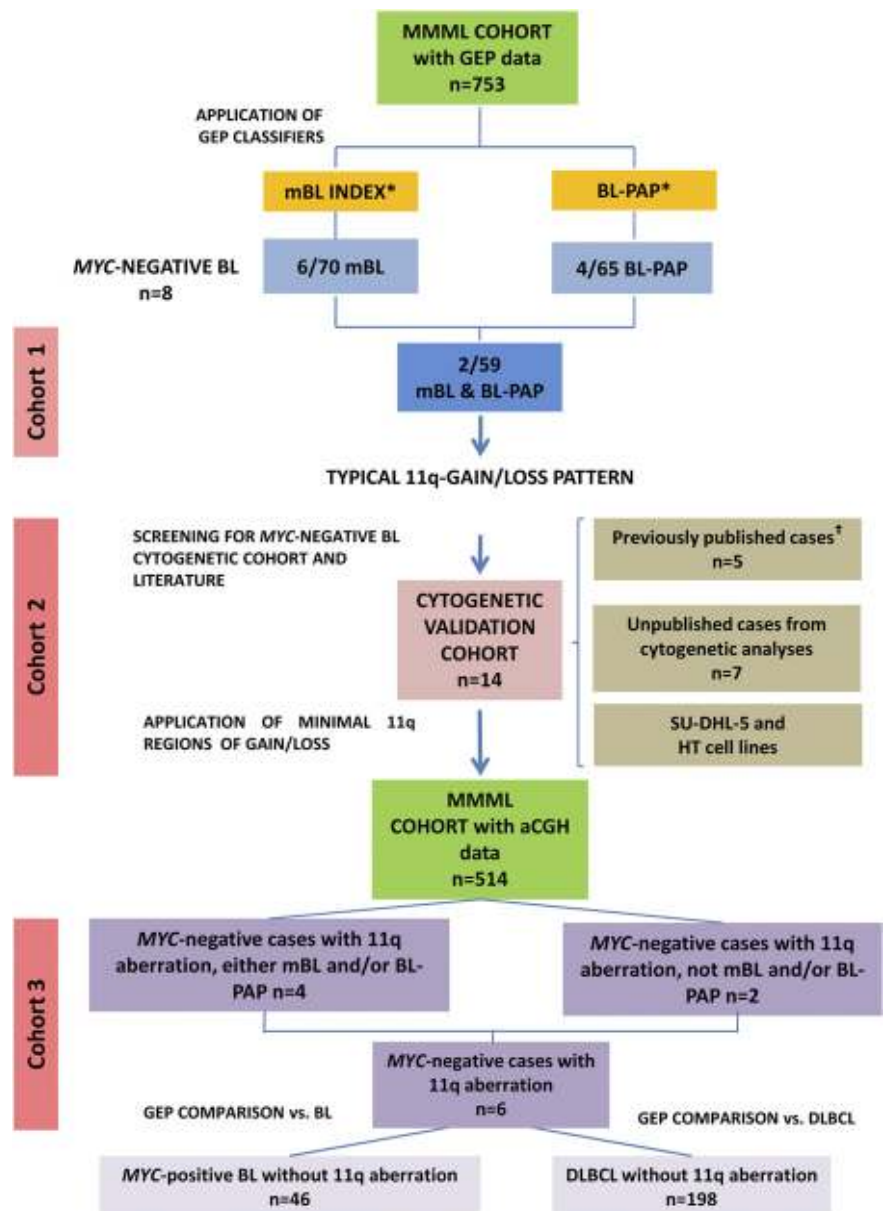 MMML COHORT
with GEP data
n=753
APPLICATION OF
GEP CLASSIFIERS
mBL INDEX*
BL-PAP*
MYC-NEGATIVE BL
n=8
6/70 mBL
4/65 BL-PAP
Cohort 1
2/59
mBL & BL-PAP
TYPICAL 11q-GAIN/LOSS PATTERN
Cohort 2
SCREENING FOR MYC-NEGATIVE BL
CYTOGENETIC COHORT AND
LITERATURE
CYTOGENETIC
VALIDATION
COHORT
n=14
Previously published cases†
n=5
Unpublished cases from
cytogenetic analyses
n=7
SU-DHL-5 and
HT cell lines
APPLICATION OF MINIMAL 11q
REGIONS OF GAIN/LOSS
MMML
COHORT with aCGH
data
n=514
Cohort 3
MYC-negative cases with 11q
aberration, either mBL and/or BL-
PAP n=4
MYC-negative cases with 11q
aberration, not mBL and/or BL-
PAP n=2
MYC-negative cases with
11q aberration
n=6
GEP COMPARISON vs. BL
GEP COMPARISON vs. DLBCL
MYC-positive BL without 11q aberration
n=46
DLBCL without 11q aberration
n=198